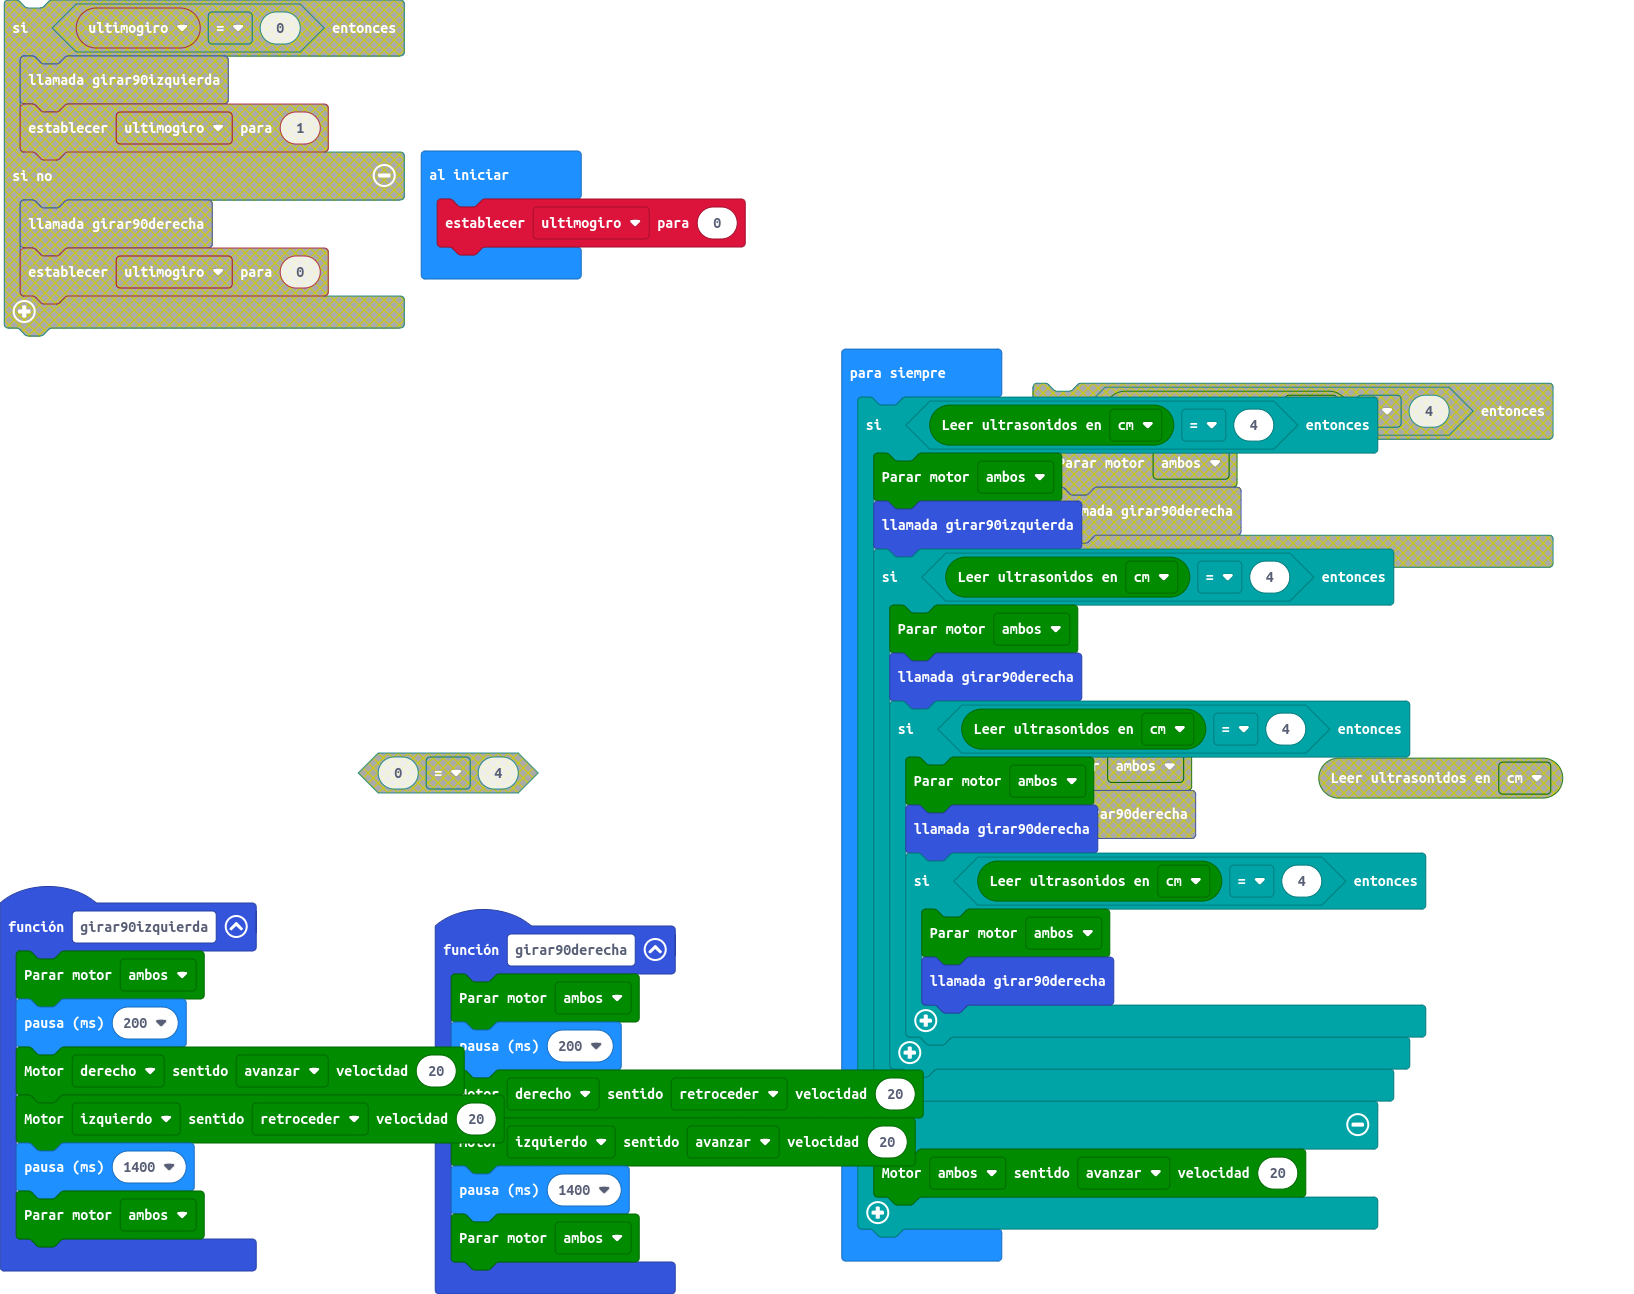 si ultimogiro = 0 entonces
llamada girar90izquierda
establecer ultimogiro para 1
si no
llamada girar90derecha
establecer ultimogiro para 0
al iniciar
establecer ultimogiro para 0
para siempre
si Leer ultrasonidos en cm = 4 entonces
Parar motor ambos
llamada girar90izquierda
si Leer ultrasonidos en cm = 4 entonces
Parar motor ambos
llamada girar90derecha
si Leer ultrasonidos en cm = 4 entonces
Parar motor ambos
llamada girar90derecha
si Leer ultrasonidos en cm = 4 entonces
Parar motor ambos
llamada girar90derecha
Motor ambos sentido avanzar velocidad 20
4 entonces
motor ambos
girar90derecha
ambos
Leer ultrasonidos en cm
0 = 4
función girar90izquierda
Parar motor ambos
pausa (ms) 200
Motor derecho sentido avanzar velocidad 20
Motor izquierdo sentido retroceder velocidad 20
pausa (ms) 1400
Parar motor ambos
función girar90derecha
Parar motor ambos
pausa (ms) 200
derecho sentido retroceder velocidad 20
izquierdo sentido avanzar velocidad 20
pausa (ms) 1400
Parar motor ambos